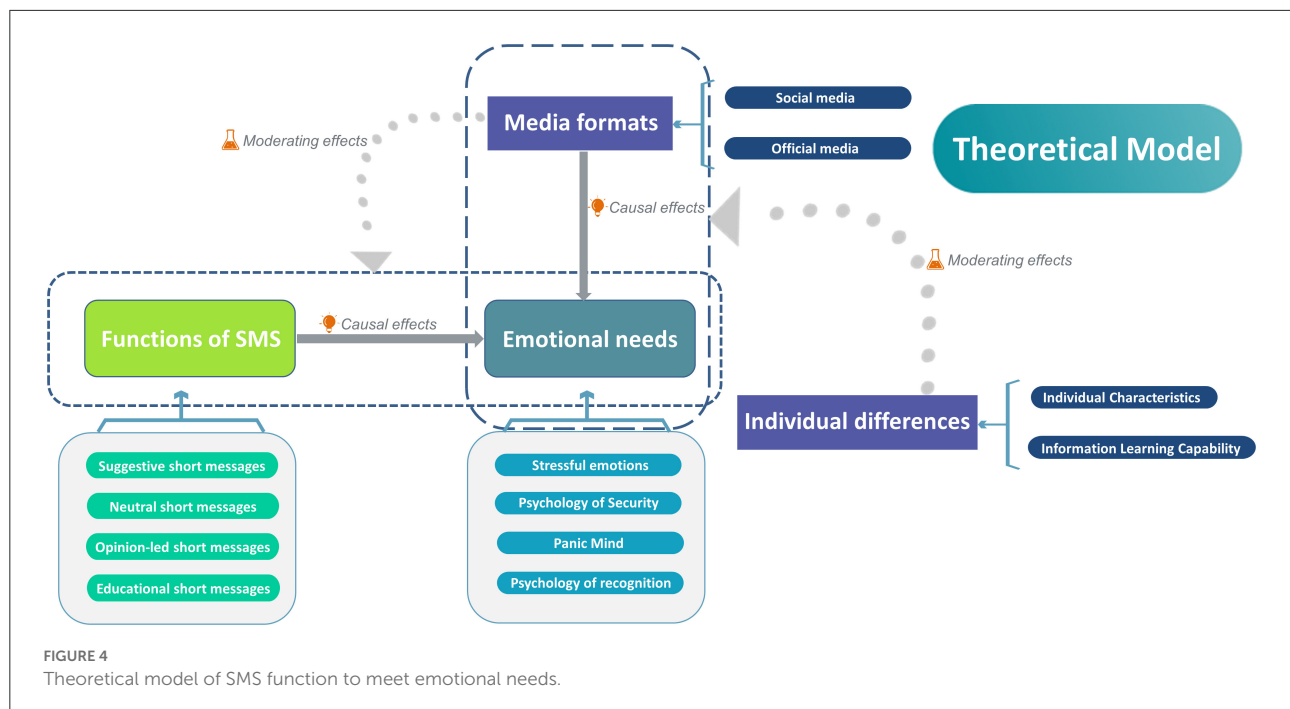 Media formats
Social media
Official media
Theoretical Model
Moderating effects
Causal effects
Moderating effects
Functions of SMS
Causal effects
Emotional needs
Individual differences
Individual Characteristics
Information Learning Capability
Suggestive short messages
Neutral short messages
Opinion-led short messages
Educational short messages
Stressful emotions
Psychology of Security
Panic Mind
Psychology of recognition
FIGURE 4
Theoretical model of SMS function to meet emotional needs.